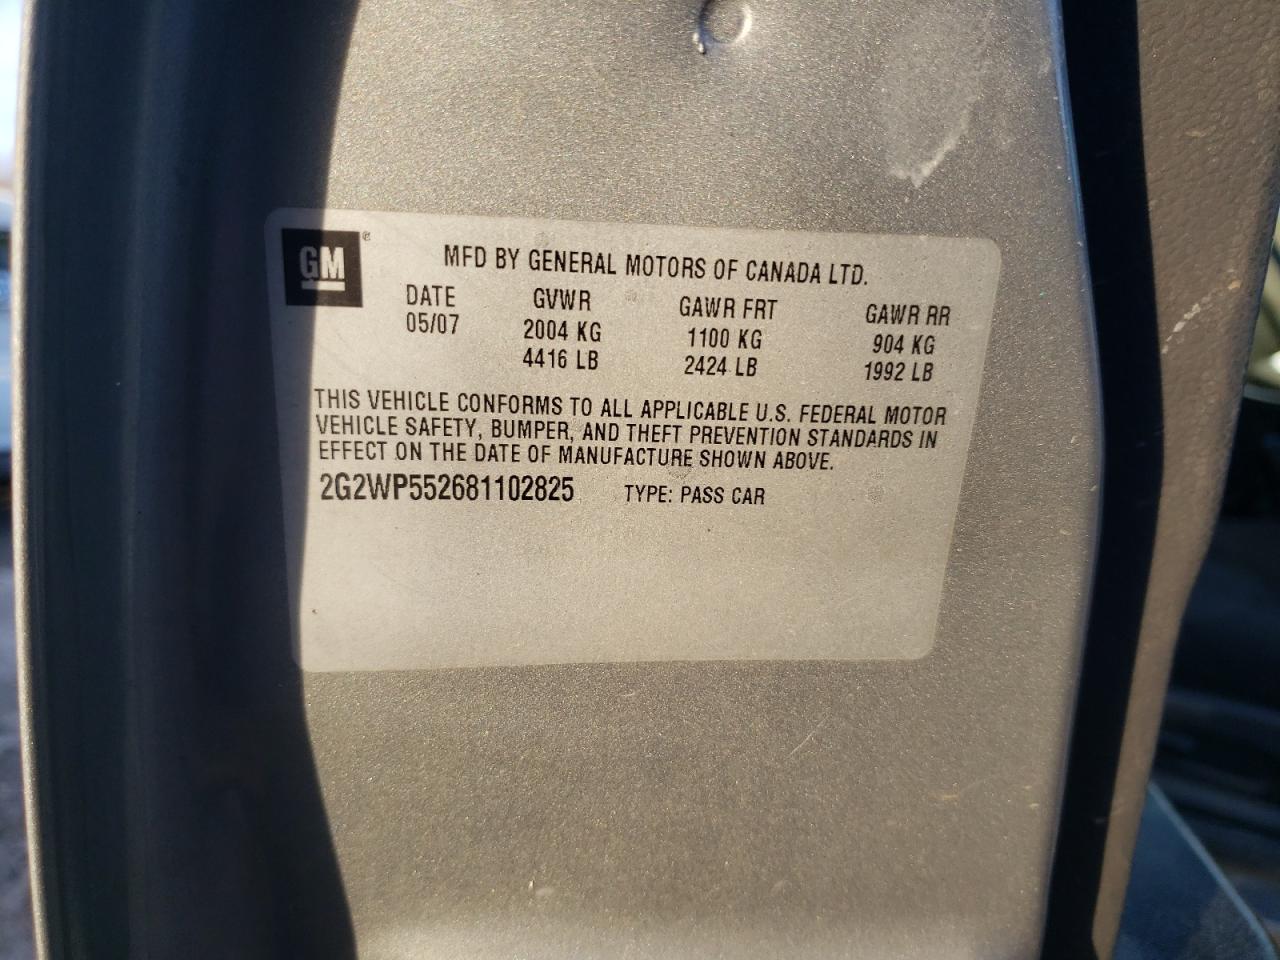 GM ®
MFD BY GENERAL MOTORS OF CANADA LTD.
DATE GVWR GAWR FRT GAWR RR
05/07 2004 KG 1100 KG 904 KG
4416 LB 2424 LB 1992 LB
THIS VEHICLE CONFORMS TO ALL APPLICABLE U.S. FEDERAL MOTOR
VEHICLE SAFETY, BUMPER, AND THEFT PREVENTION STANDARDS IN
EFFECT ON THE DATE OF MANUFACTURE SHOWN ABOVE.
2G2WP552681102825 TYPE: PASS CAR